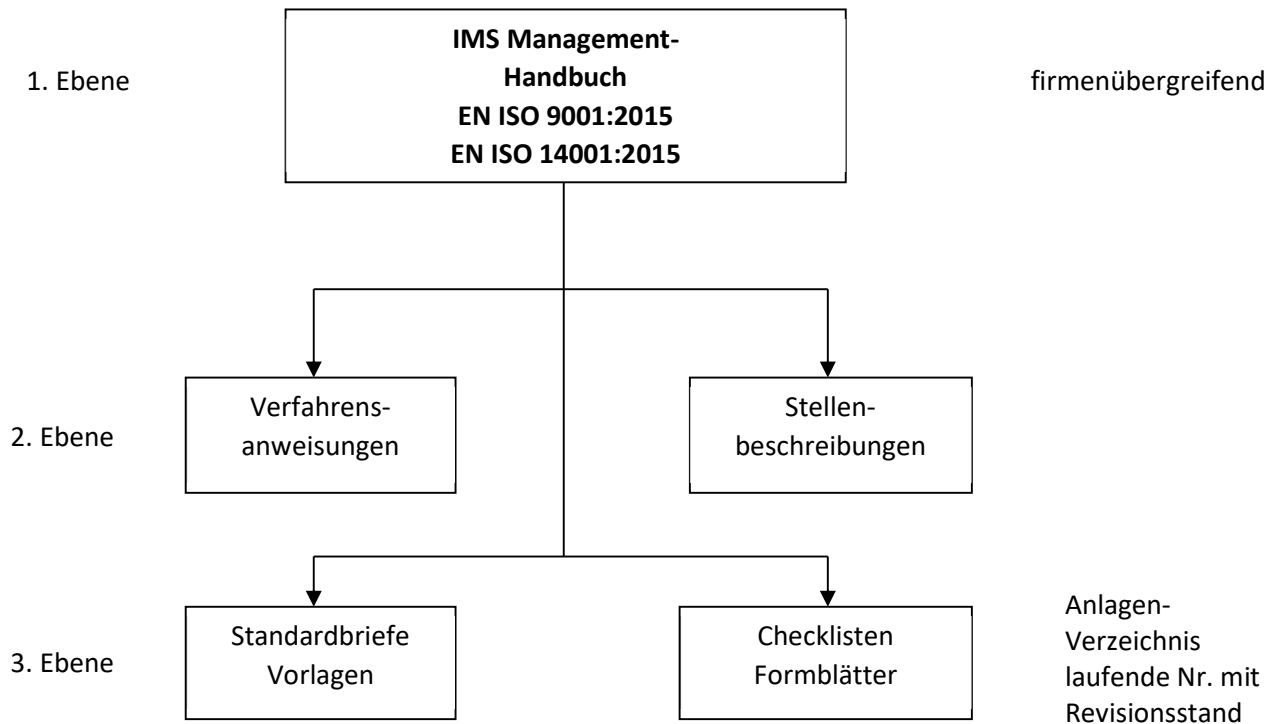 IMS Management-
Handbuch
EN ISO 9001:2015
EN ISO 14001:2015
1. Ebene
firmenübergreifend
2. Ebene
Verfahrens-
anweisungen
Stellen-
beschreibungen
3. Ebene
Standardbriefe
Vorlagen
Checklisten
Formblätter
Anlagen-
Verzeichnis
laufende Nr. mit
Revisionsstand